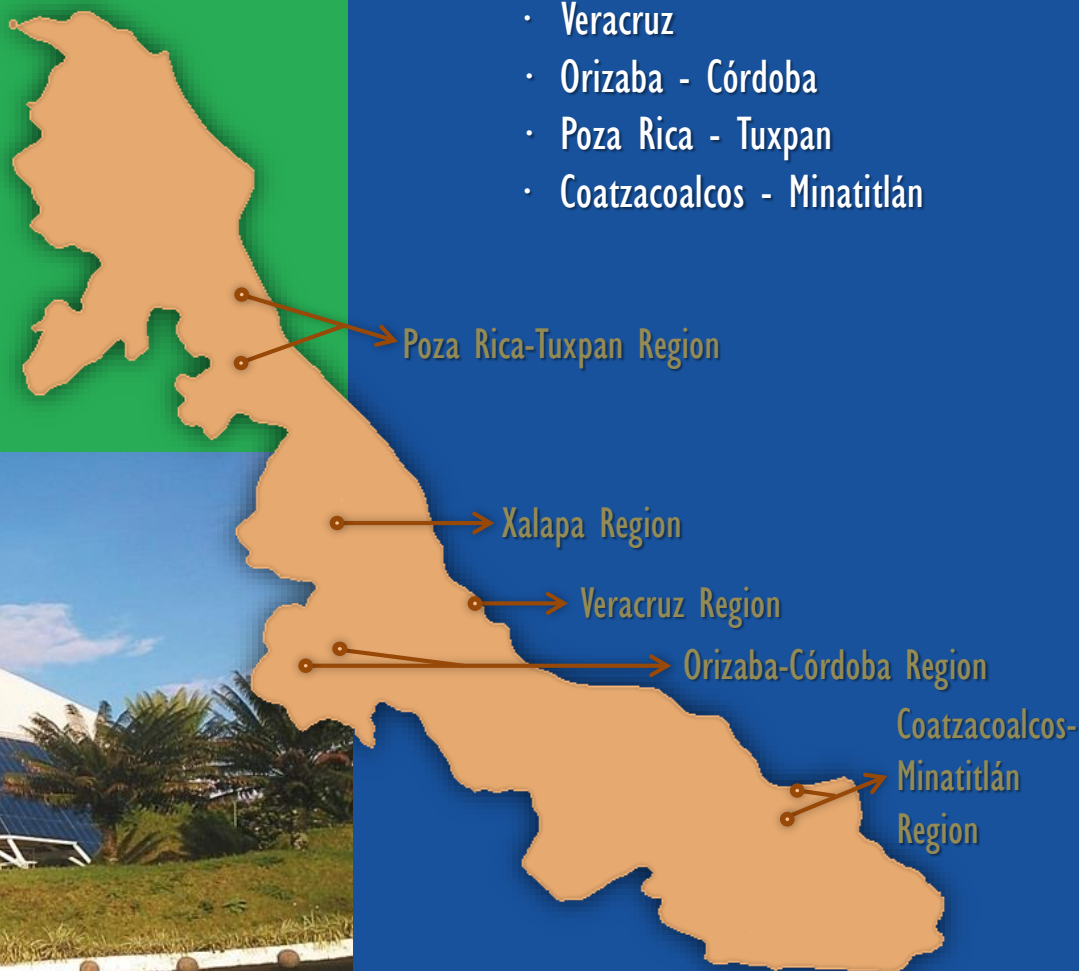 · Veracruz
· Orizaba - Córdoba
· Poza Rica - Tuxpan
· Coatzacoalcos - Minatitlán
Poza Rica-Tuxpan Region
Xalapa Region
Veracruz Region
Orizaba-Córdoba Region
Coatzacoalcos-
Minatitlán
Region